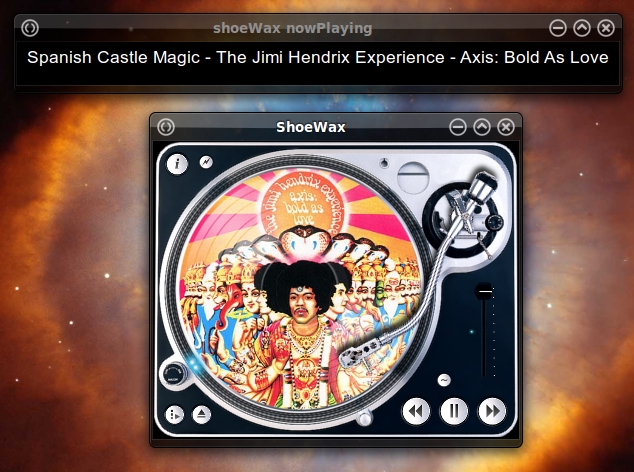 shoeWax nowPlaying
Spanish Castle Magic - The Jimi Hendrix Experience - Axis: Bold As Love
ShoeWax
i
the jimi hendrix experience
axis:
bold as
love